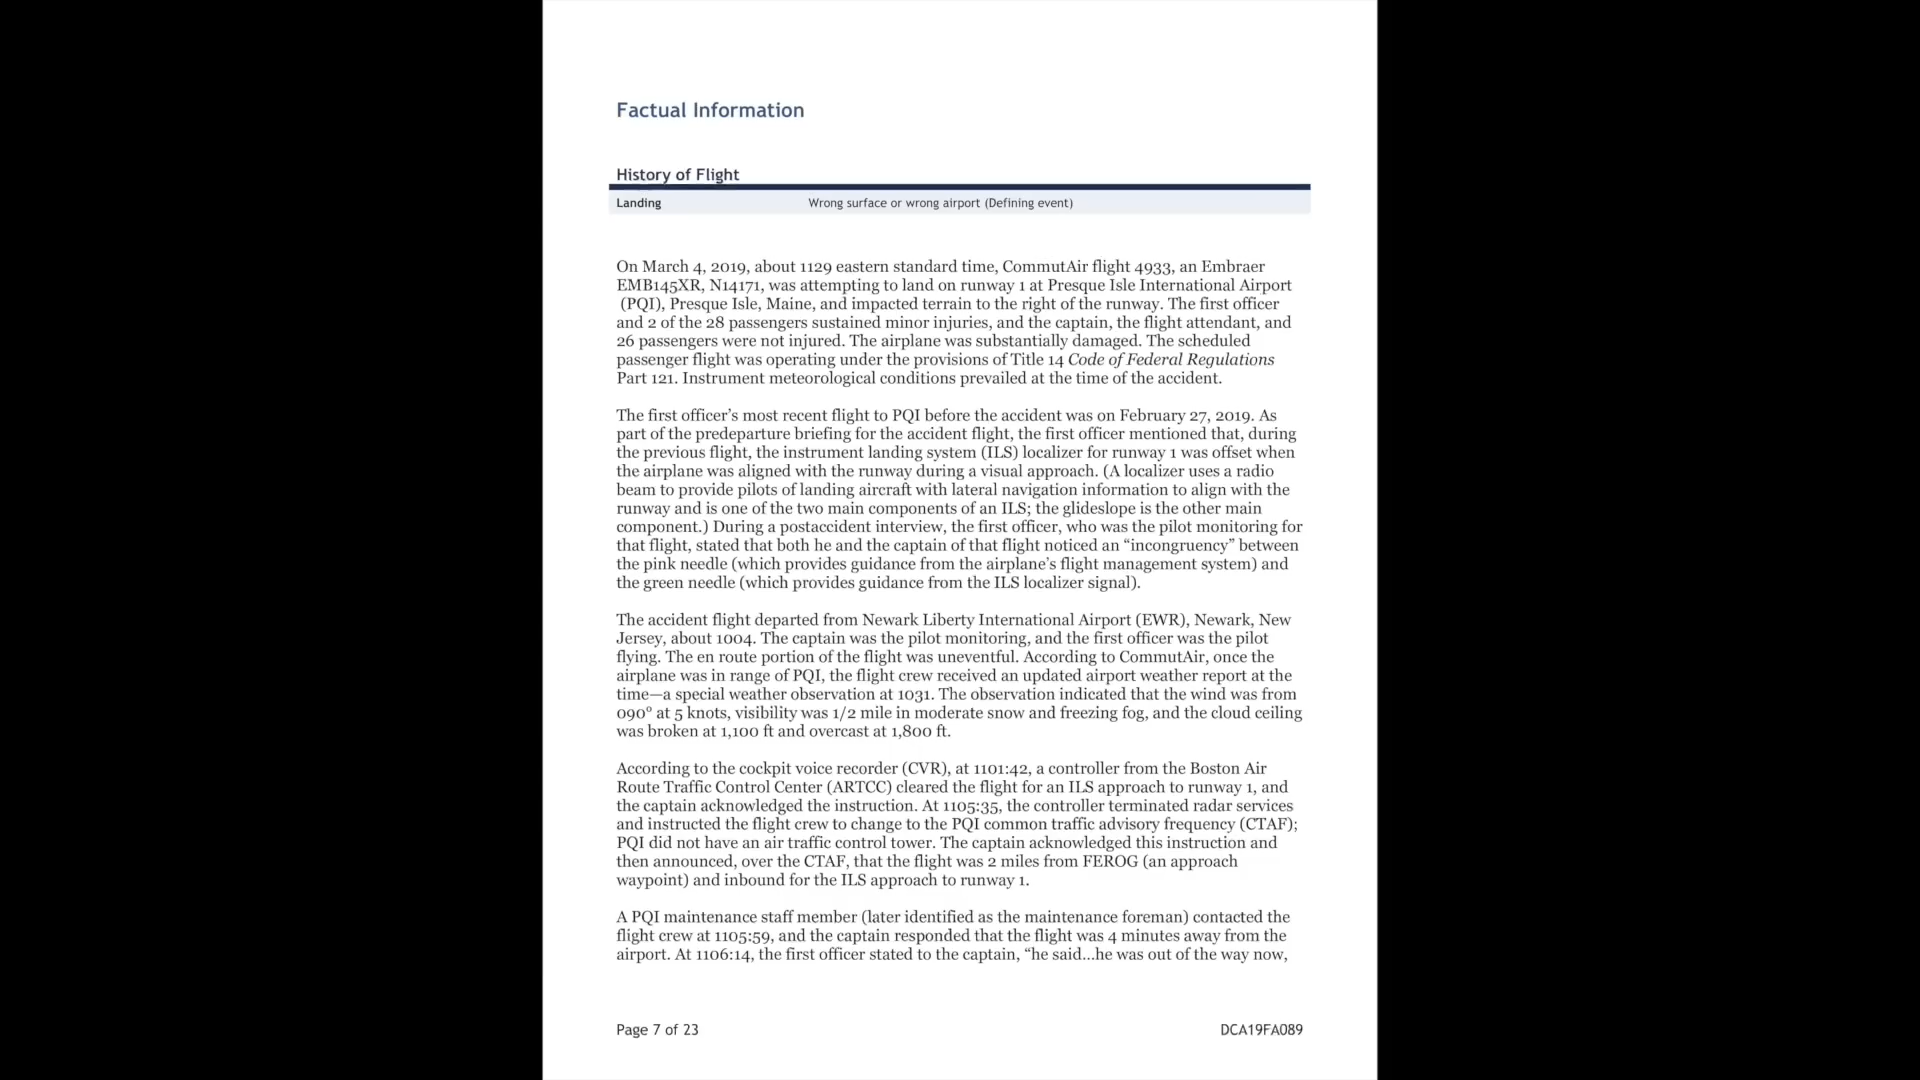 Factual Information
History of Flight
Landing Wrong surface or wrong airport (Defining event)
On March 4, 2019, about 1129 eastern standard time, CommutAir flight 4933, an Embraer
EMB145XR, N14171, was attempting to land on runway 1 at Presque Isle International Airport
(PQI), Presque Isle, Maine, and impacted terrain to the right of the runway. The first officer
and 2 of the 28 passengers sustained minor injuries, and the captain, the flight attendant, and
26 passengers were not injured. The airplane was substantially damaged. The scheduled
passenger flight was operating under the provisions of Title 14 Code of Federal Regulations
Part 121. Instrument meteorological conditions prevailed at the time of the accident.
The first officer’s most recent flight to PQI before the accident was on February 27, 2019. As
part of the predeparture briefing for the accident flight, the first officer mentioned that, during
the previous flight, the instrument landing system (ILS) localizer for runway 1 was offset when
the airplane was aligned with the runway during a visual approach. (A localizer uses a radio
beam to provide pilots of landing aircraft with lateral navigation information to align with the
runway and is one of the two main components of an ILS; the glideslope is the other main
component.) During a postaccident interview, the first officer, who was the pilot monitoring for
that flight, stated that both he and the captain of that flight noticed an “incongruency” between
the pink needle (which provides guidance from the airplane’s flight management system) and
the green needle (which provides guidance from the ILS localizer signal).
The accident flight departed from Newark Liberty International Airport (EWR), Newark, New
Jersey, about 1004. The captain was the pilot monitoring, and the first officer was the pilot
flying. The en route portion of the flight was uneventful. According to CommutAir, once the
airplane was in range of PQI, the flight crew received an updated airport weather report at the
time—a special weather observation at 1031. The observation indicated that the wind was from
090° at 5 knots, visibility was 1/2 mile in moderate snow and freezing fog, and the cloud ceiling
was broken at 1,100 ft and overcast at 1,800 ft.
According to the cockpit voice recorder (CVR), at 1101:42, a controller from the Boston Air
Route Traffic Control Center (ARTCC) cleared the flight for an ILS approach to runway 1, and
the captain acknowledged the instruction. At 1105:35, the controller terminated radar services
and instructed the flight crew to change to the PQI common traffic advisory frequency (CTAF);
PQI did not have an air traffic control tower. The captain acknowledged this instruction and
then announced, over the CTAF, that the flight was 2 miles from FEROG (an approach
waypoint) and inbound for the ILS approach to runway 1.
A PQI maintenance staff member (later identified as the maintenance foreman) contacted the
flight crew at 1105:59, and the captain responded that the flight was 4 minutes away from the
airport. At 1106:14, the first officer stated to the captain, “he said...he was out of the way now,
Page 7 of 23 DCA19FA089